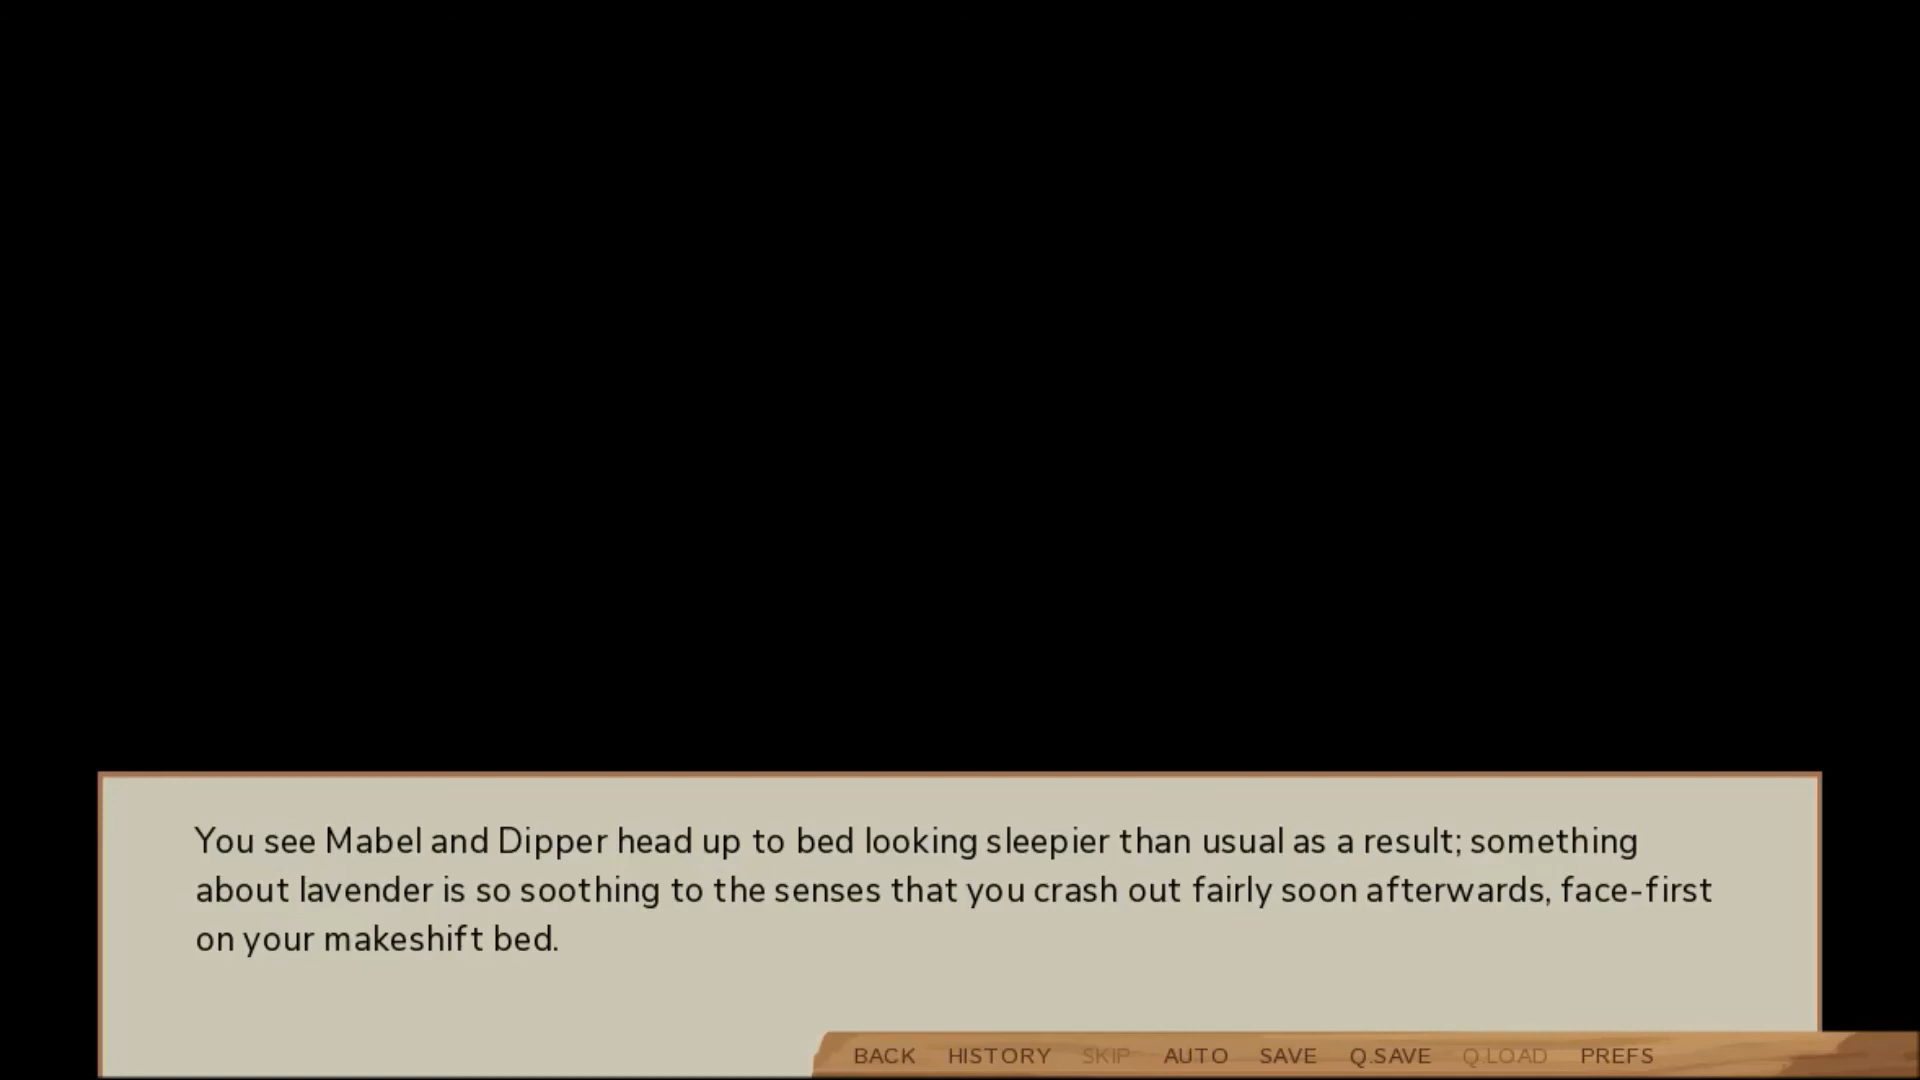 You see Mabel and Dipper head up to bed looking sleepier than usual as a result; something
about lavender is so soothing to the senses that you crash out fairly soon afterwards, face-first
on your makeshift bed.
BACK HISTORY SKIP AUTO SAVE Q.SAVE Q.LOAD PREFS